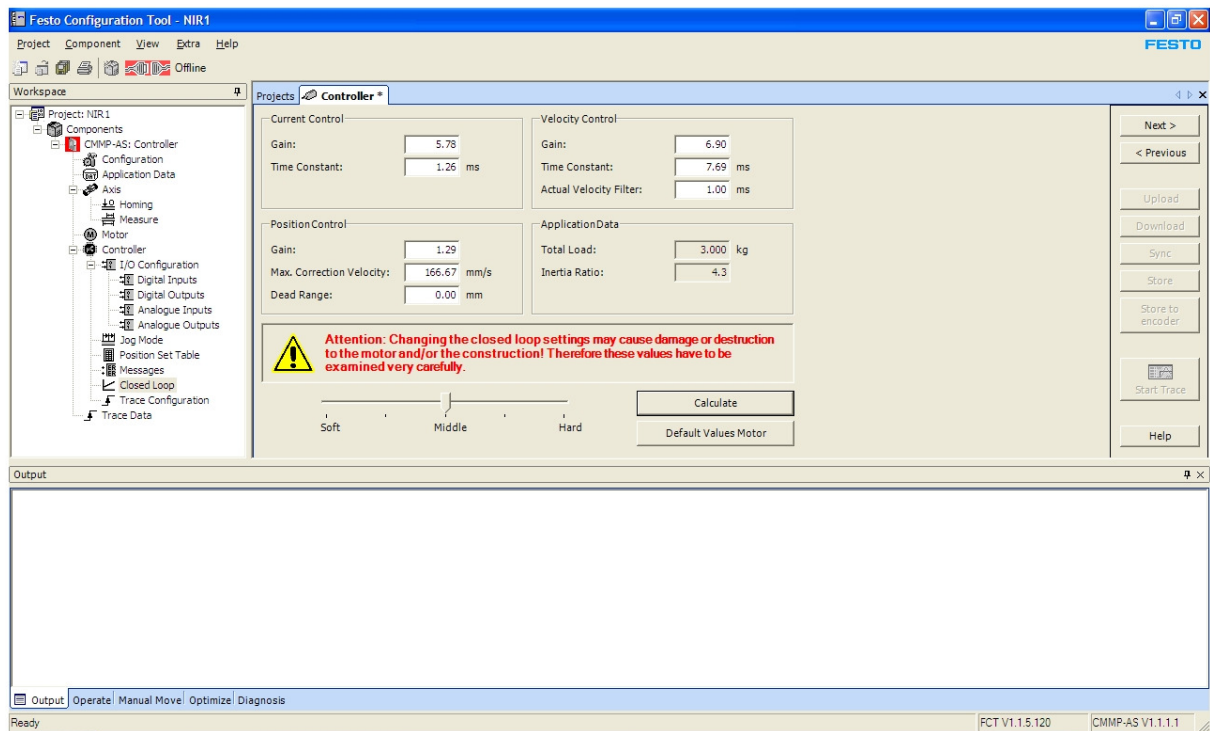 Festo Configuration Tool - NIR1
Project Component View Extra Help
FESTO
Offline
Workspace
Project: NIR1
Components
CMMP-AS: Controller
Configuration
Application Data
Axis
Homing
Measure
Motor
Controller
I/O Configuration
Digital Inputs
Digital Outputs
Analogue Inputs
Analogue Outputs
Jog Mode
Position Set Table
Messages
Closed Loop
Trace Configuration
Trace Data
Projects Controller *
Current Control
Gain: 5.78
Time Constant: 1.26 ms
Velocity Control
Gain: 6.90
Time Constant: 7.69 ms
Actual Velocity Filter: 1.00 ms
Position Control
Gain: 1.29
Max. Correction Velocity: 166.67 mm/s
Dead Range: 0.00 mm
Application Data
Total Load: 3.000 kg
Inertia Ratio: 4.3
Attention: Changing the closed loop settings may cause damage or destruction
to the motor and/or the construction! Therefore these values have to be
examined very carefully.
Soft Middle Hard
Calculate
Default Values Motor
Next >
< Previous
Upload
Download
Sync
Store
Store to
encoder
Start Trace
Help
Output
Output Operate Manual Move Optimize Diagnosis
Ready
FCT V1.1.5.120 CMMP-AS V1.1.1.1